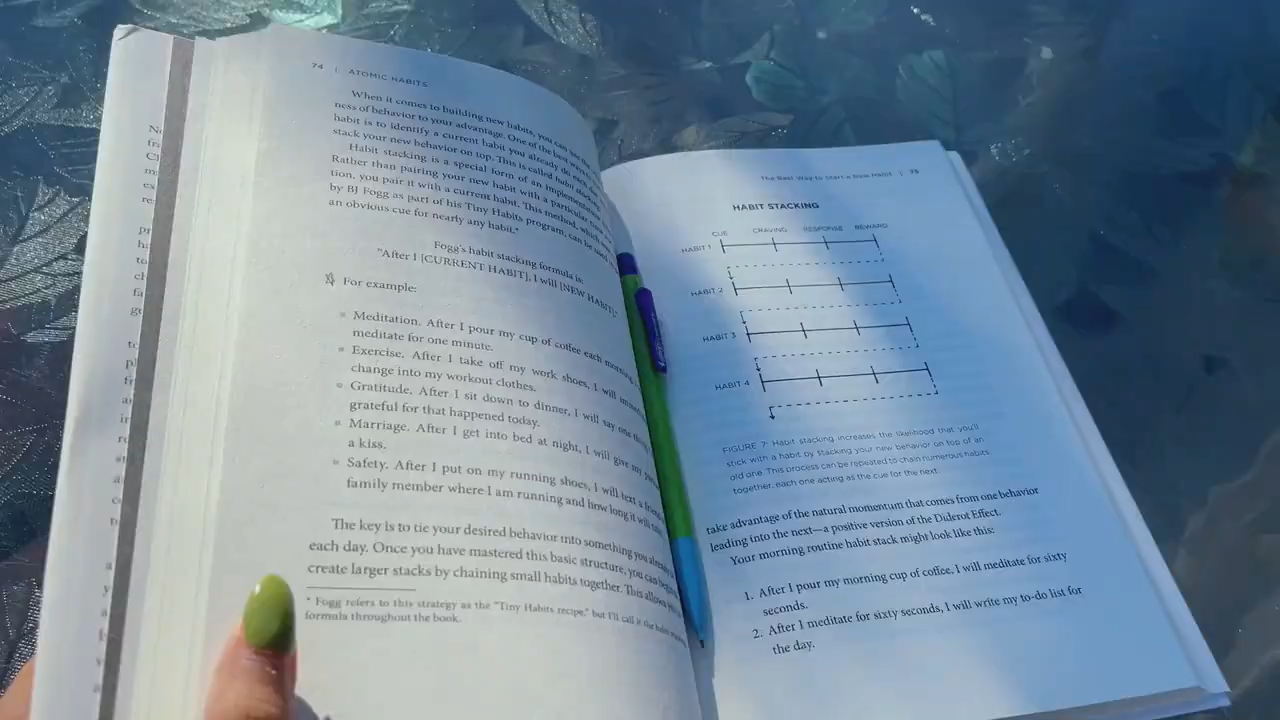 74 | ATOMIC HABITS
When it comes to building new habits, you can use the
ness of behavior to your advantage. One of the best
habit is to identify a current habit you already do each
stack your new behavior on top. This is called habit stacking.
Habit stacking is a special form of an implementation
Rather than pairing your new habit with a particular time
tion, you pair it with a current habit. This method, which
by BJ Fogg as part of his Tiny Habits program, can be used
an obvious cue for nearly any habit.*
Fogg's habit stacking formula is:
"After I [CURRENT HABIT], I will [NEW HABIT]."
For example:
Meditation. After I pour my cup of coffee each morning,
meditate for one minute.
Exercise. After I take off my work shoes, I will
change into my workout clothes.
Gratitude. After I sit down to dinner, I will say one thing
grateful for that happened today.
Marriage. After I get into bed at night, I will give my
a kiss.
Safety. After I put on my running shoes, I will text a
family member where I am running and how long it will
The key is to tie your desired behavior into something you already
each day. Once you have mastered this basic structure, you can begin
create larger stacks by chaining small habits together. This allows
* Fogg refers to this strategy as the "Tiny Habits recipe," but I'll call it the habit
formula throughout the book.
The Best Way to Start a New Habit | 75
HABIT STACKING
CUE CRAVING RESPONSE REWARD
HABIT 1
HABIT 2
HABIT 3
HABIT 4
FIGURE 7: Habit stacking increases the likelihood that you'll
stick with a habit by stacking your new behavior on top of an
old one. This process can be repeated to chain numerous habits
together, each one acting as the cue for the next.
take advantage of the natural momentum that comes from one behavior
leading into the next—a positive version of the Diderot Effect.
Your morning routine habit stack might look like this:
1. After I pour my morning cup of coffee, I will meditate for sixty
seconds.
2. After I meditate for sixty seconds, I will write my to-do list for
the day.